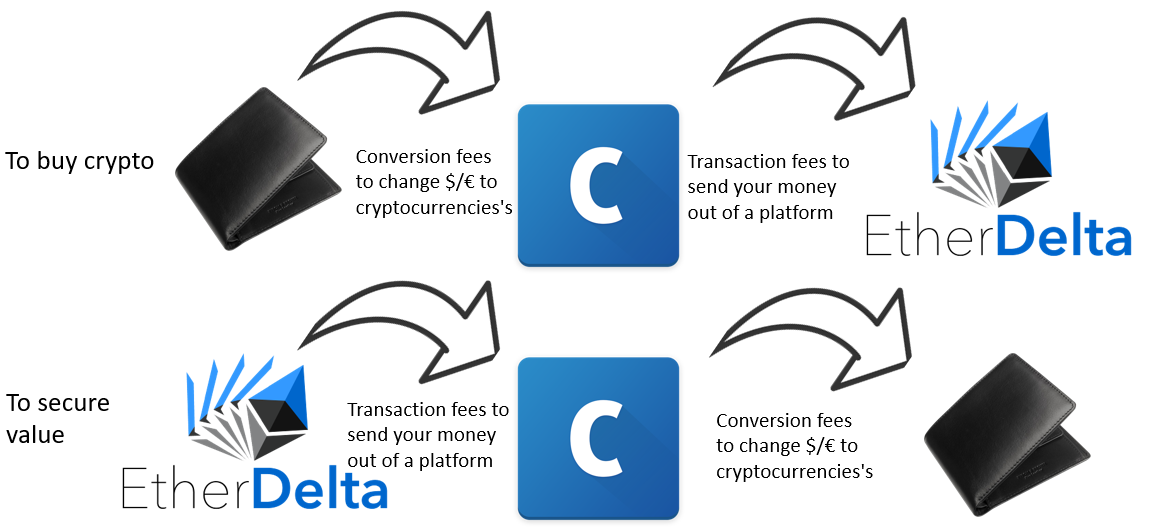 To buy crypto
Conversion fees
to change $/€ to
cryptocurrencies's
C
Transaction fees to
send your money
out of a platform
EtherDelta
To secure
value
EtherDelta
Transaction fees to
send your money
out of a platform
C
Conversion fees
to change $/€ to
cryptocurrencies's